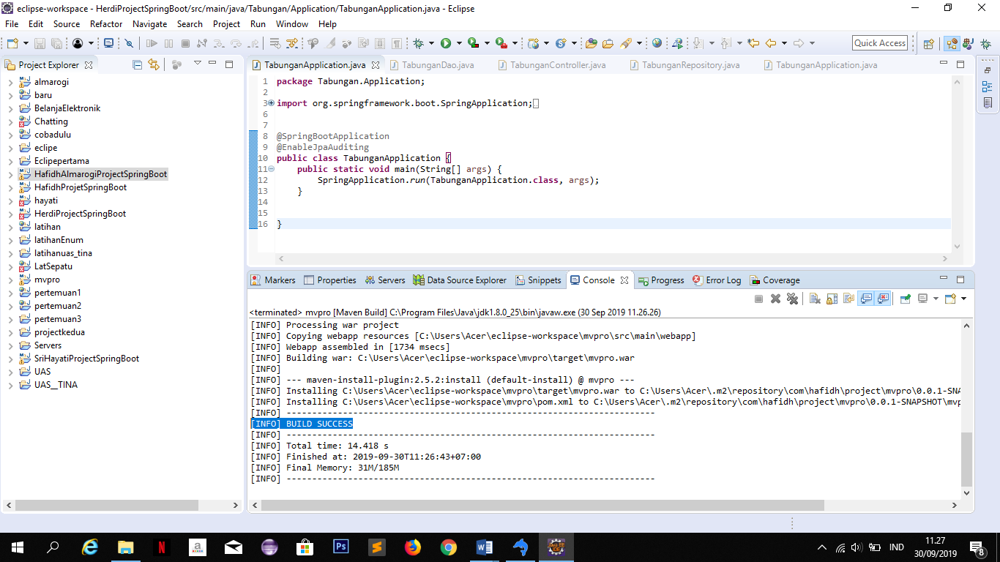 eclipse-workspace - HerdiProjectSpringBoot/src/main/java/Tabungan/Application/TabunganApplication.java - Eclipse
File Edit Source Refactor Navigate Search Project Run Window Help
Quick Access
Project Explorer
almarogi
baru
BelanjaElektronik
Chatting
cobadulu
eclipe
Eclipepertama
HafidhAlmarogiProjectSpringBoot
HafidhProjetSpringBoot
hayati
HerdiProjectSpringBoot
latihan
latihanEnum
latihanuas_tina
LatSepatu
mvpro
pertemuan1
pertemuan2
pertemuan3
projectkedua
Servers
SriHayatiProjectSpringBoot
UAS
UAS__TINA
TabunganApplication.java TabunganDao.java TabunganController.java TabunganRepository.java TabunganApplication.java
1 package Tabungan.Application;
2
3 import org.springframework.boot.SpringApplication;
6
7
8 @SpringBootApplication
9 @EnableJpaAuditing
10 public class TabunganApplication {
11 public static void main(String[] args) {
12 SpringApplication.run(TabunganApplication.class, args);
13 }
14
15
16 }
Markers Properties Servers Data Source Explorer Snippets Console Progress Error Log Coverage
<terminated> mvpro [Maven Build] C:\Program Files\Java\jdk1.8.0_25\bin\javaw.exe (30 Sep 2019 11.26.26)
[INFO] Processing war project
[INFO] Copying webapp resources [C:\Users\Acer\eclipse-workspace\mvpro\src\main\webapp]
[INFO] Webapp assembled in [1734 msecs]
[INFO] Building war: C:\Users\Acer\eclipse-workspace\mvpro\target\mvpro.war
[INFO]
[INFO] --- maven-install-plugin:2.5.2:install (default-install) @ mvpro ---
[INFO] Installing C:\Users\Acer\eclipse-workspace\mvpro\target\mvpro.war to C:\Users\Acer\.m2\repository\com\hafidh\project\mvpro\0.0.1-SNA
[INFO] Installing C:\Users\Acer\eclipse-workspace\mvpro\pom.xml to C:\Users\Acer\.m2\repository\com\hafidh\project\mvpro\0.0.1-SNAPSHOT\mvp
[INFO] ------------------------------------------------------------------------
[INFO] BUILD SUCCESS
[INFO] ------------------------------------------------------------------------
[INFO] Total time: 14.418 s
[INFO] Finished at: 2019-09-30T11:26:43+07:00
[INFO] Final Memory: 31M/185M
[INFO] ------------------------------------------------------------------------
IND
11.27
30/09/2019
8